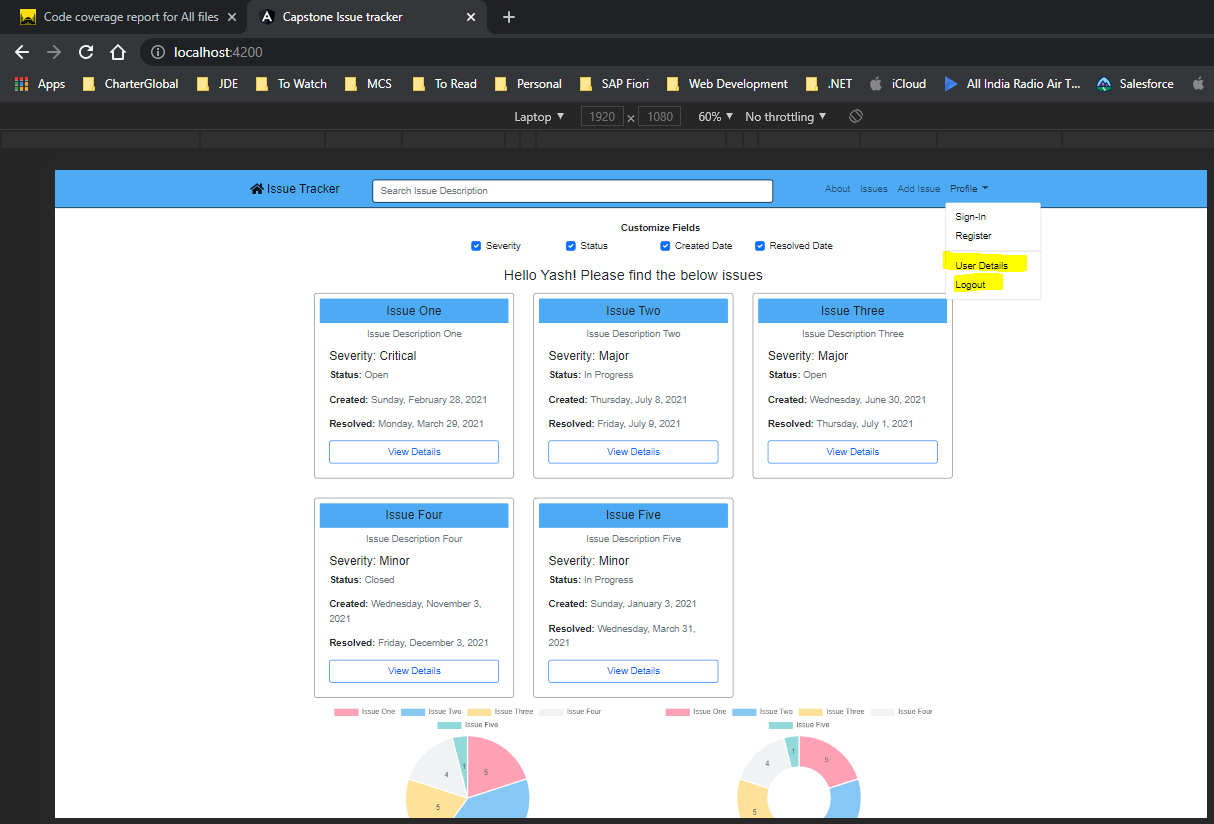 Code coverage report for All files
Capstone Issue tracker
localhost:4200
Apps CharterGlobal JDE To Watch MCS To Read Personal SAP Fiori Web Development .NET iCloud All India Radio Air T... Salesforce
Laptop 1920 x 1080 60% No throttling
Issue Tracker Search Issue Description About Issues Add Issue Profile
Sign-In
Register
User Details
Logout
Customize Fields
Severity Status Created Date Resolved Date
Hello Yash! Please find the below issues
Issue One
Issue Description One
Severity: Critical
Status: Open
Created: Sunday, February 28, 2021
Resolved: Monday, March 29, 2021
View Details
Issue Two
Issue Description Two
Severity: Major
Status: In Progress
Created: Thursday, July 8, 2021
Resolved: Friday, July 9, 2021
View Details
Issue Three
Issue Description Three
Severity: Major
Status: Open
Created: Wednesday, June 30, 2021
Resolved: Thursday, July 1, 2021
View Details
Issue Four
Issue Description Four
Severity: Minor
Status: Closed
Created: Wednesday, November 3,
2021
Resolved: Friday, December 3, 2021
View Details
Issue Five
Issue Description Five
Severity: Minor
Status: In Progress
Created: Sunday, January 3, 2021
Resolved: Wednesday, March 31,
2021
View Details
Issue One Issue Two Issue Three Issue Four
Issue Five
1
4 5
5
Issue One Issue Two Issue Three Issue Four
Issue Five
1
4 5
5